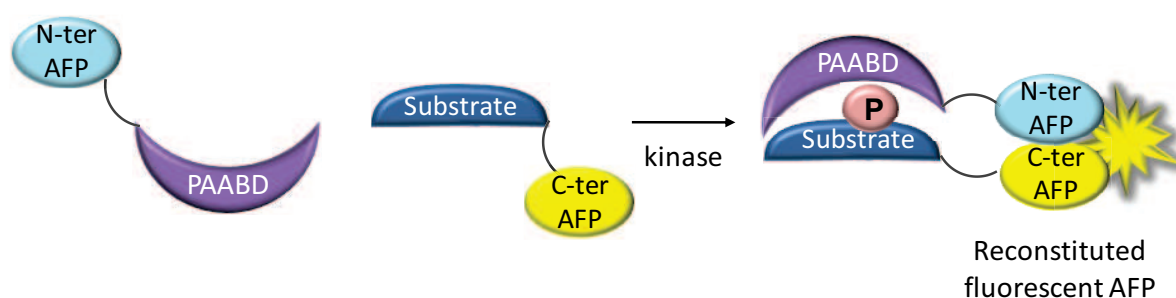 N-ter
AFP
PAABD
Substrate
C-ter
AFP
kinase
PAABD
P
Substrate
N-ter
AFP
C-ter
AFP
Reconstituted
fluorescent AFP